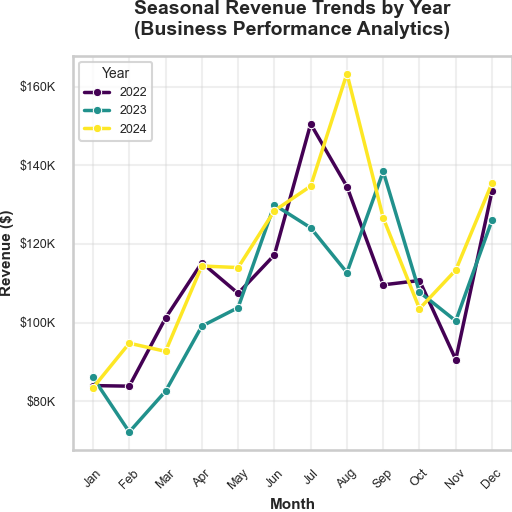 Seasonal Revenue Trends by Year
(Business Performance Analytics)
Year
2022
2023
2024
Revenue ($)
$160K
$140K
$120K
$100K
$80K
Jan Feb Mar Apr May Jun Jul Aug Sep Oct Nov Dec
Month